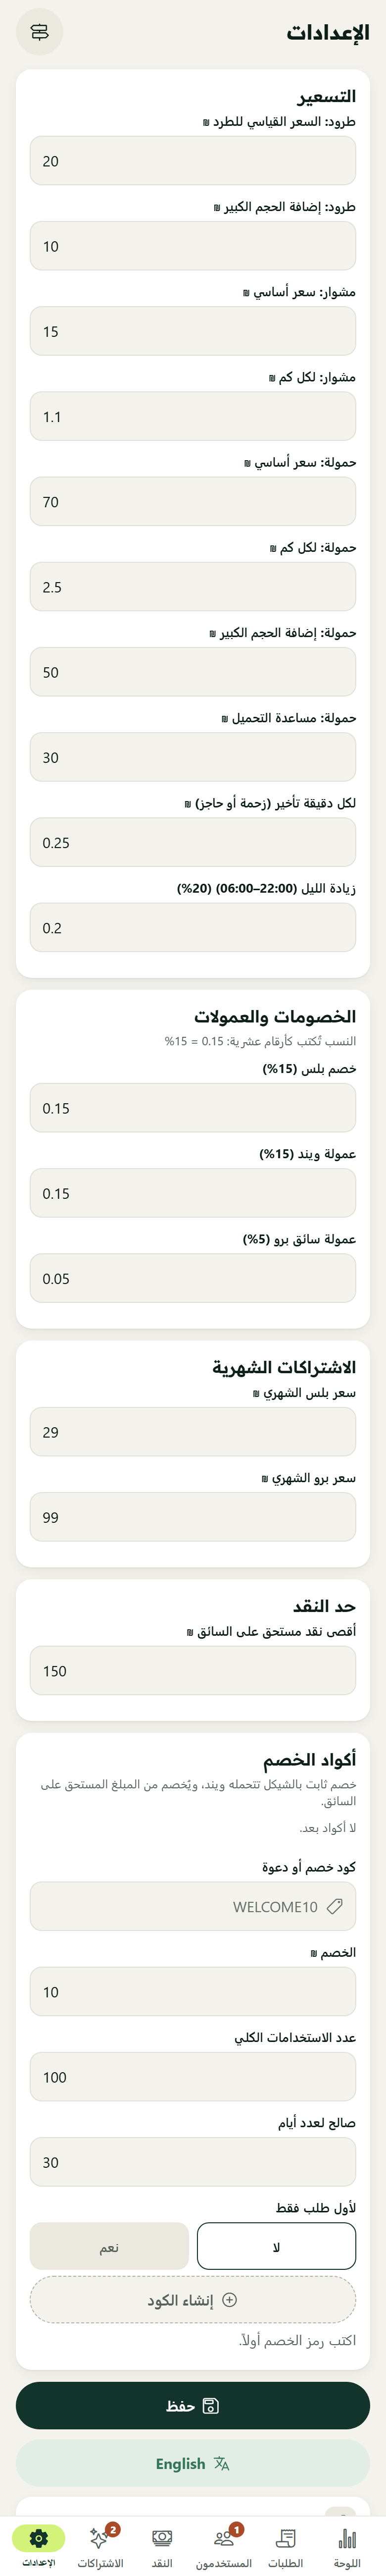 الإعدادات
التسعير
طرود: السعر القياسي للطرد ₪
20
طرود: إضافة الحجم الكبير ₪
10
مشوار: سعر أساسي ₪
15
مشوار: لكل كم ₪
1.1
حمولة: سعر أساسي ₪
70
حمولة: لكل كم ₪
2.5
حمولة: إضافة الحجم الكبير ₪
50
حمولة: مساعدة التحميل ₪
30
لكل دقيقة تأخير (زحمة أو حاجز) ₪
0.25
زيادة الليل (22:00–06:00) (20%)
0.2
الخصومات والعمولات
النسب تُكتب كأرقام عشرية: 0.15 = 15%
خصم بلس (15%)
0.15
عمولة ويند (15%)
0.15
عمولة سائق برو (5%)
0.05
الاشتراكات الشهرية
سعر بلس الشهري ₪
29
سعر برو الشهري ₪
99
حد النقد
أقصى نقد مستحق على السائق ₪
150
أكواد الخصم
خصم ثابت بالشيكل تتحمله ويند، ويُخصم من المبلغ المستحق على
السائق.
لا أكواد بعد.
كود خصم أو دعوة
WELCOME10
الخصم ₪
10
عدد الاستخدامات الكلي
100
صالح لعدد أيام
30
لأول طلب فقط
لا
نعم
إنشاء الكود
اكتب رمز الخصم أولاً.
حفظ
English
اللوحة
الطلبات
1
المستخدمون
النقد
2
الاشتراكات
الإعدادات